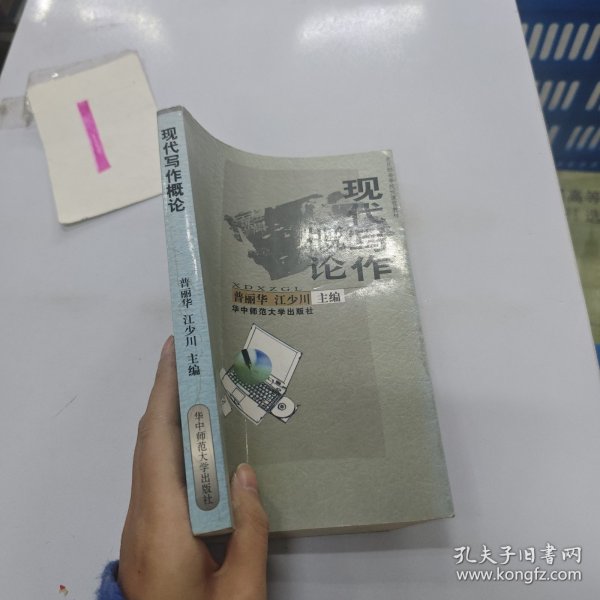 现代写作概论
普丽华 江少川 主编
华中师范大学出版社
现代写作
概论
XDXZGL
普丽华 江少川 主编
华中师范大学出版社
高等
孔夫子旧书网
www.kongfz.com